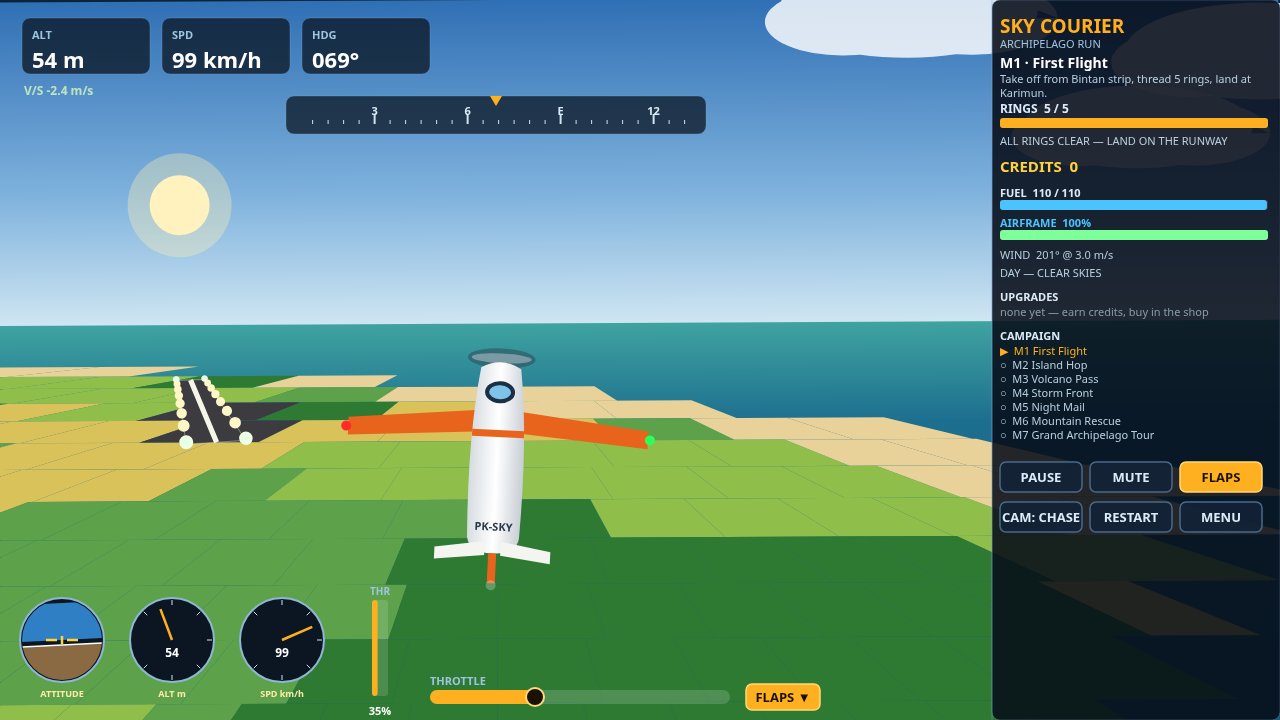 ALT
54 m
SPD
99 km/h
HDG
069°
V/S -2.4 m/s
3 6 E 12
SKY COURIER
ARCHIPELAGO RUN
M1 · First Flight
Take off from Bintan strip, thread 5 rings, land at
Karimun.
RINGS 5 / 5
ALL RINGS CLEAR — LAND ON THE RUNWAY
CREDITS 0
FUEL 110 / 110
AIRFRAME 100%
WIND 201° @ 3.0 m/s
DAY — CLEAR SKIES
UPGRADES
none yet — earn credits, buy in the shop
CAMPAIGN
▶ M1 First Flight
○ M2 Island Hop
○ M3 Volcano Pass
○ M4 Storm Front
○ M5 Night Mail
○ M6 Mountain Rescue
○ M7 Grand Archipelago Tour
PAUSE MUTE FLAPS
CAM: CHASE RESTART MENU
PK-SKY
THR
35%
54
99
ATTITUDE
ALT m
SPD km/h
THROTTLE
FLAPS ▼